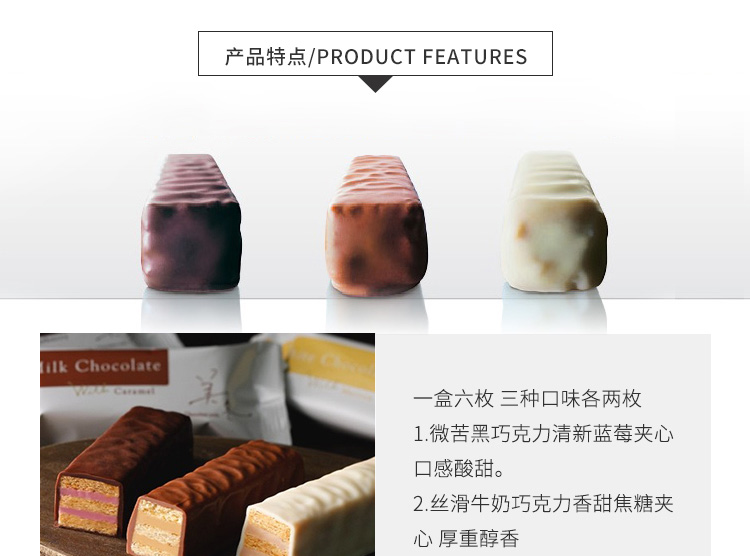 产品特点/PRODUCT FEATURES
Milk Chocolate
With Caramel
一盒六枚 三种口味各两枚
1.微苦黑巧克力清新蓝莓夹心
口感酸甜。
2.丝滑牛奶巧克力香甜焦糖夹
心 厚重醇香